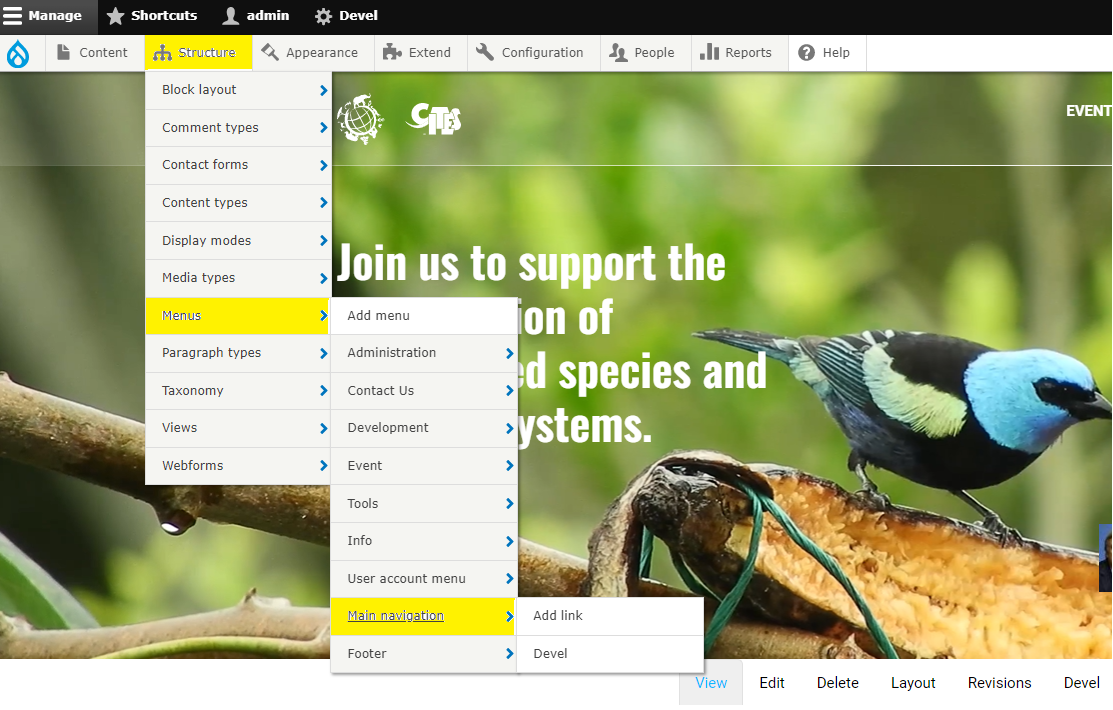 Manage Shortcuts admin Devel
Content Structure Appearance Extend Configuration People Reports Help
Block layout
Comment types
Contact forms
Content types
Display modes
Media types
Menus
Paragraph types
Taxonomy
Views
Webforms
Add menu
Administration
Contact Us
Development
Event
Tools
Info
User account menu
Main navigation
Footer
Add link
Devel
CITES
EVENT
Join us to support the
ion of
ed species and
ystems.
View Edit Delete Layout Revisions Devel